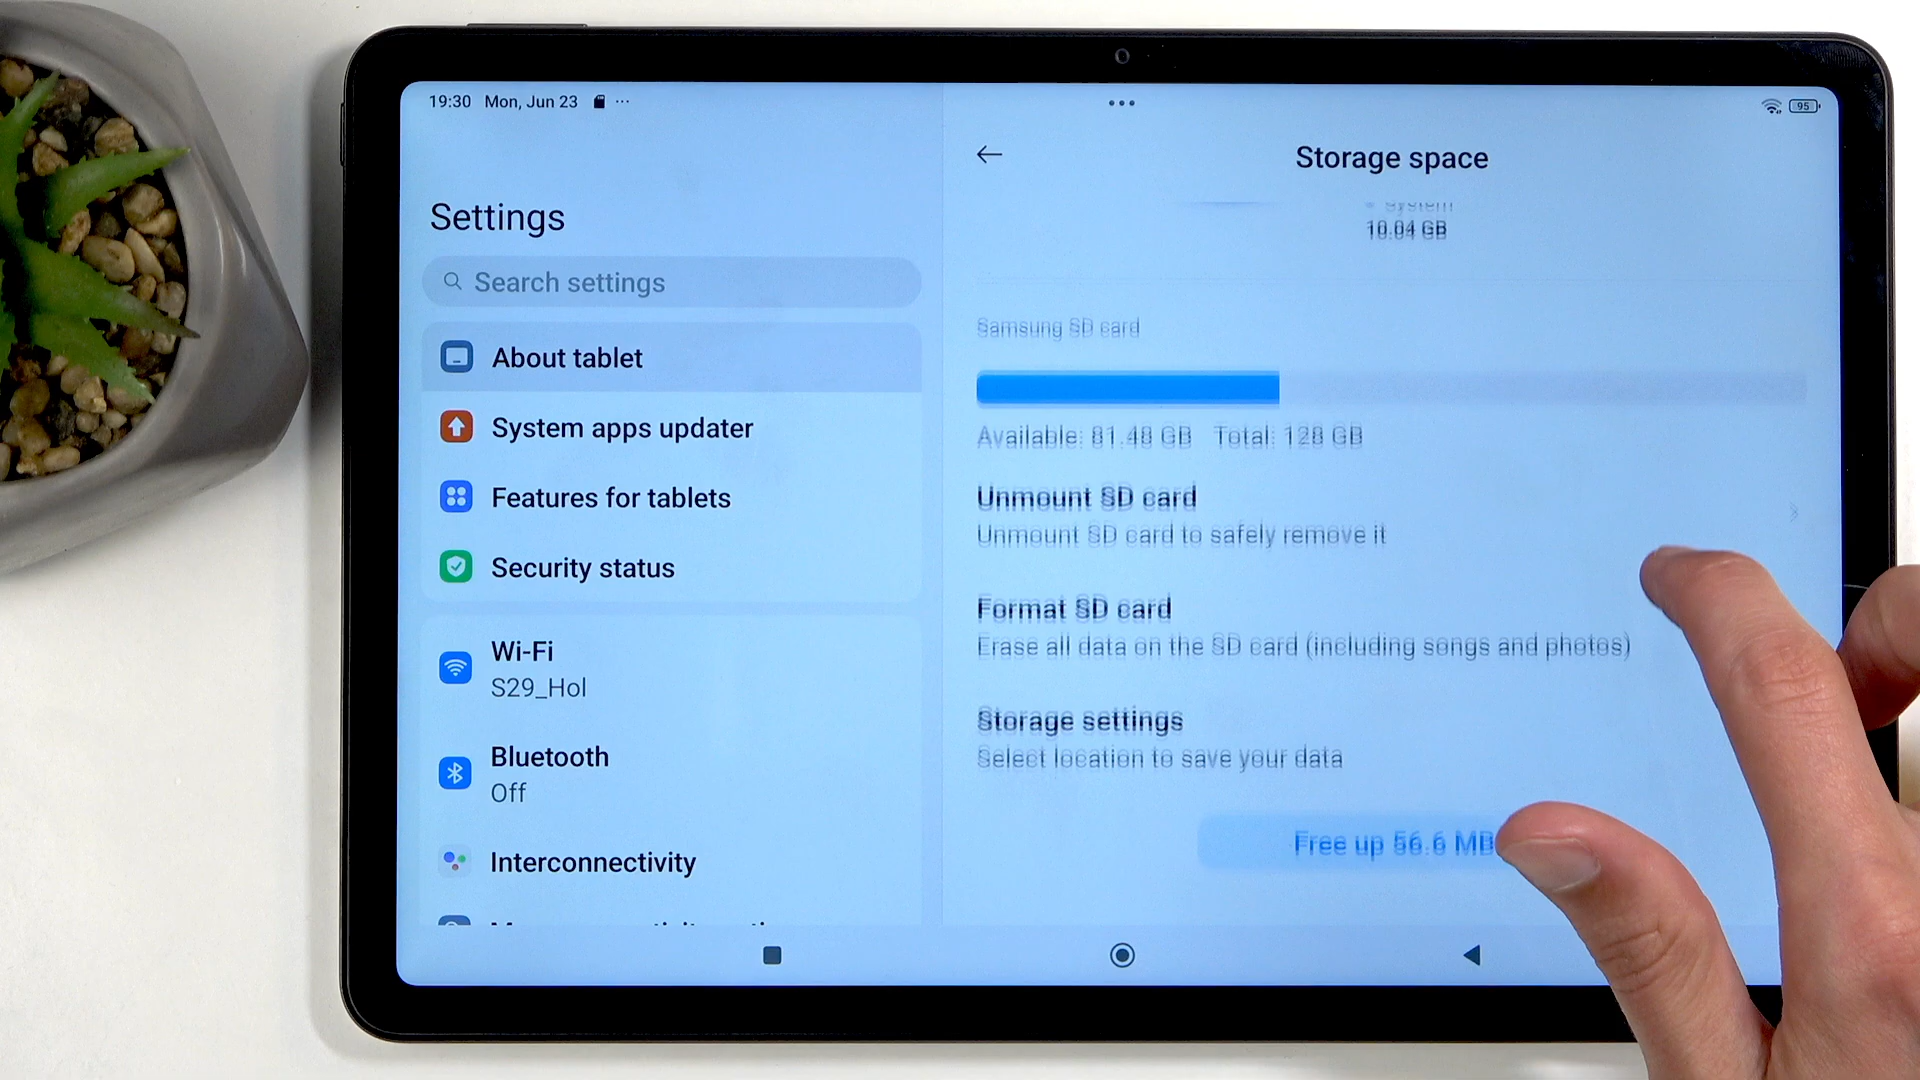 19:30 Mon, Jun 23 ...
95
Settings
Search settings
About tablet
System apps updater
Features for tablets
Security status
Wi-Fi
S29_Hol
Bluetooth
Off
Interconnectivity
Storage space
System
10.04 GB
Samsung SD card
Available: 81.48 GB Total: 128 GB
Unmount SD card
Unmount SD card to safely remove it
Format SD card
Erase all data on the SD card (including songs and photos)
Storage settings
Select location to save your data
Free up 56.6 MB